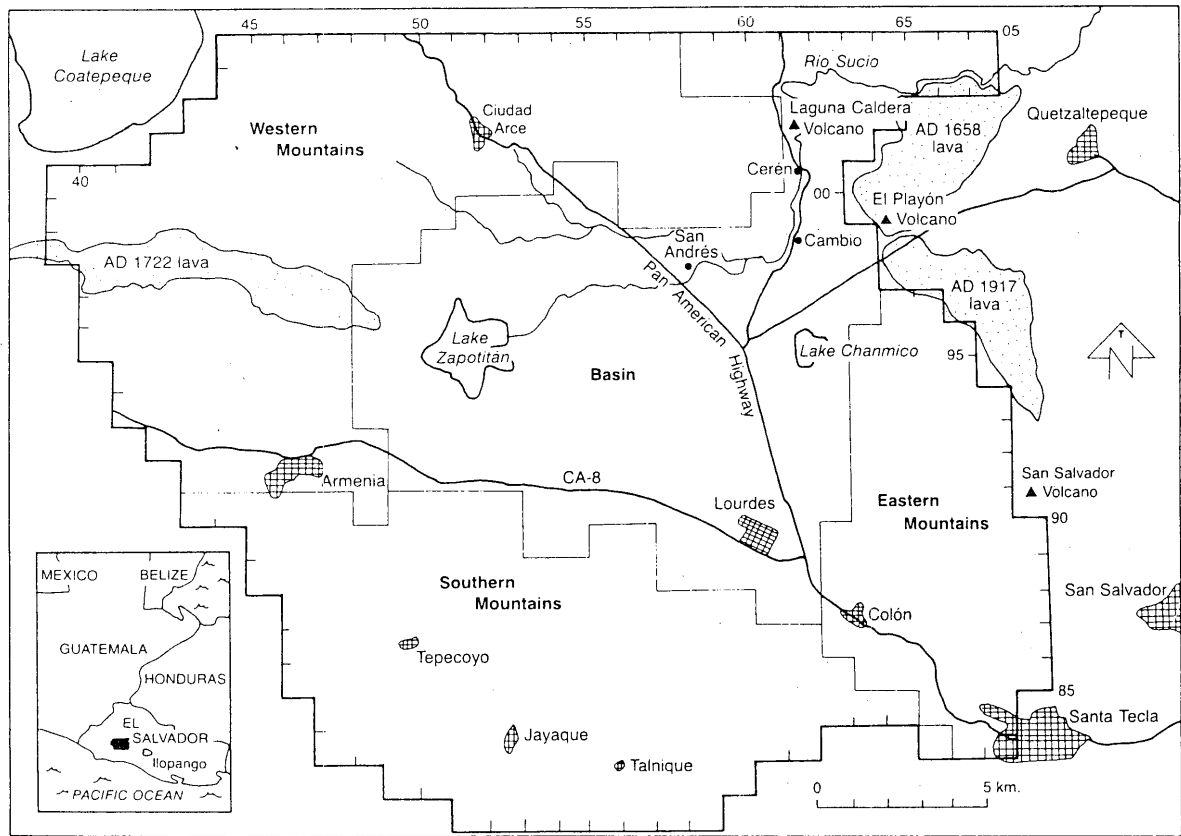 45
50
55
60
65
05
Lake
Coatepeque
Rio Sucio
Ciudad
Arce
Laguna Caldera
Volcano
Quetzaltepeque
Western
Mountains
AD 1658
lava
Cerén
40
00
El Playón
Volcano
San
Andrés
Cambio
AD 1722 lava
Pan American Highway
AD 1917
lava
Lake
Zapotitán
Lake Chanmico
95
T
N
Basin
San Salvador
Volcano
Armenia
CA-8
Lourdes
Eastern
Mountains
90
MEXICO
BELIZE
Southern
Mountains
San Salvador
Colón
GUATEMALA
Tepecoyo
HONDURAS
85
EL
SALVADOR
Ilopango
Santa Tecla
Jayaque
Talnique
PACIFIC OCEAN
0
5 km.